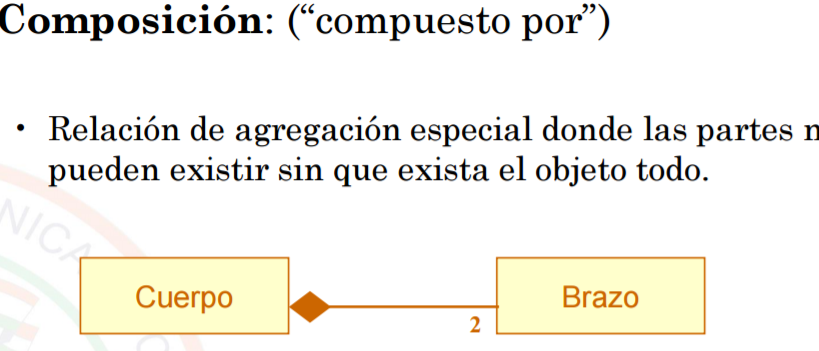 Composición: (“compuesto por”)
• Relación de agregación especial donde las partes
pueden existir sin que exista el objeto todo.
NICA
Cuerpo
Brazo
2